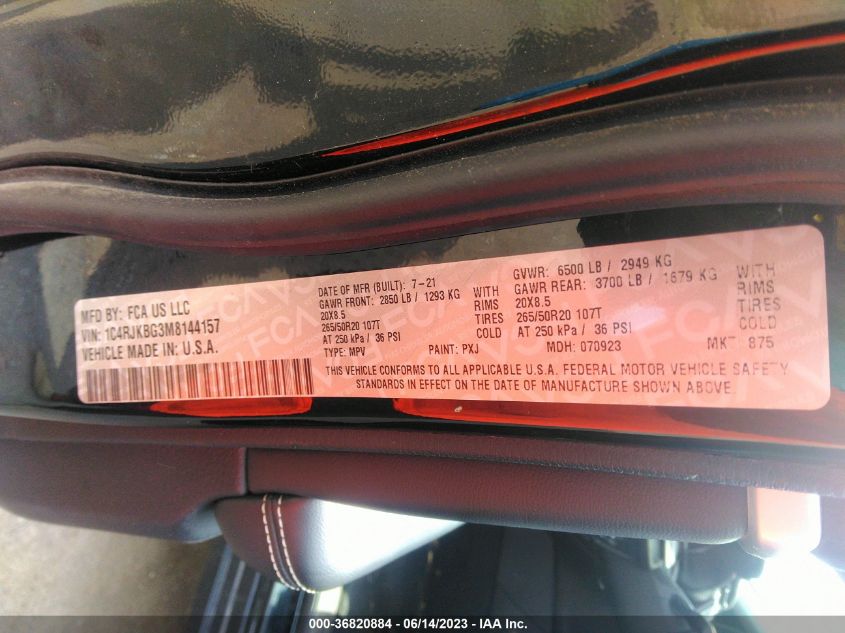 MFD BY: FCA US LLC
VIN: 1C4RJKBG3M8144157
VEHICLE MADE IN: U.S.A.
DATE OF MFR (BUILT): 7-21
GAWR FRONT: 2850 LB / 1293 KG WITH
20X8.5 RIMS
265/50R20 107T TIRES
AT 250 kPa / 36 PSI COLD
TYPE: MPV PAINT: PXJ
GVWR: 6500 LB / 2949 KG
GAWR REAR: 3700 LB / 1679 KG WITH
20X8.5 RIMS
265/50R20 107T TIRES
AT 250 kPa / 36 PSI COLD
MDH: 070923 MKT: 875
THIS VEHICLE CONFORMS TO ALL APPLICABLE U.S.A. FEDERAL MOTOR VEHICLE SAFETY
STANDARDS IN EFFECT ON THE DATE OF MANUFACTURE SHOWN ABOVE.
000-36820884 - 06/14/2023 - © IAA Inc.